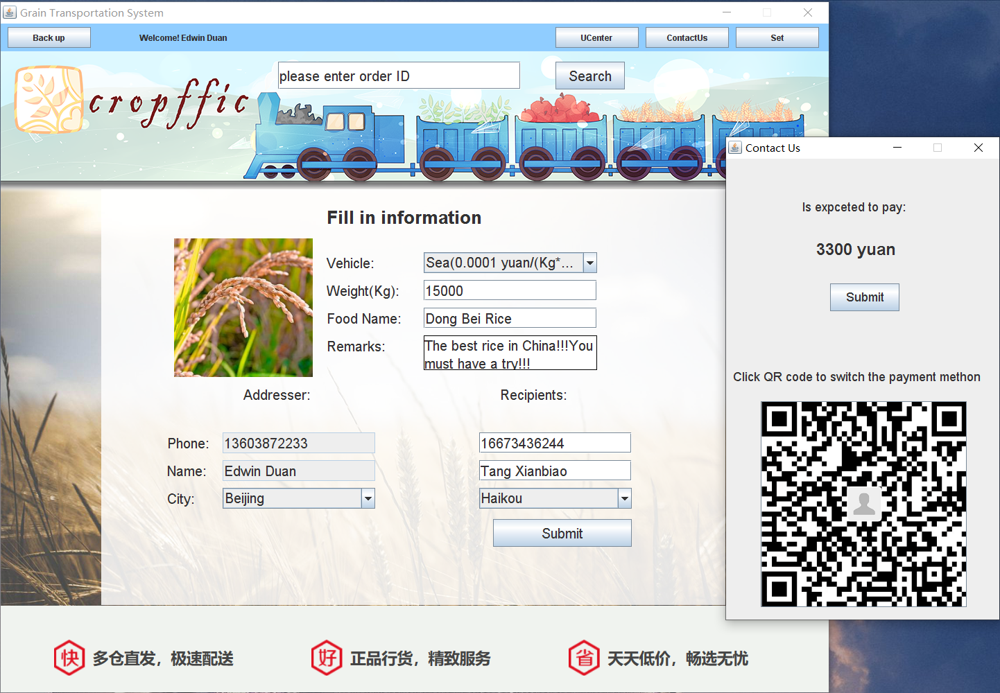 Grain Transportation System
Back up
Welcome! Edwin Duan
UCenter
ContactUs
Set
cropffic
please enter order ID
Search
Contact Us
Is expceted to pay:
3300 yuan
Submit
Click QR code to switch the payment methon
Fill in information
Vehicle:
Sea(0.0001 yuan/(Kg*...
Weight(Kg):
15000
Food Name:
Dong Bei Rice
Remarks:
The best rice in China!!!You
must have a try!!!
Addresser:
Recipients:
Phone:
13603872233
16673436244
Name:
Edwin Duan
Tang Xianbiao
City:
Beijing
Haikou
Submit
快 多仓直发，极速配送
好 正品行货，精致服务
省 天天低价，畅选无忧